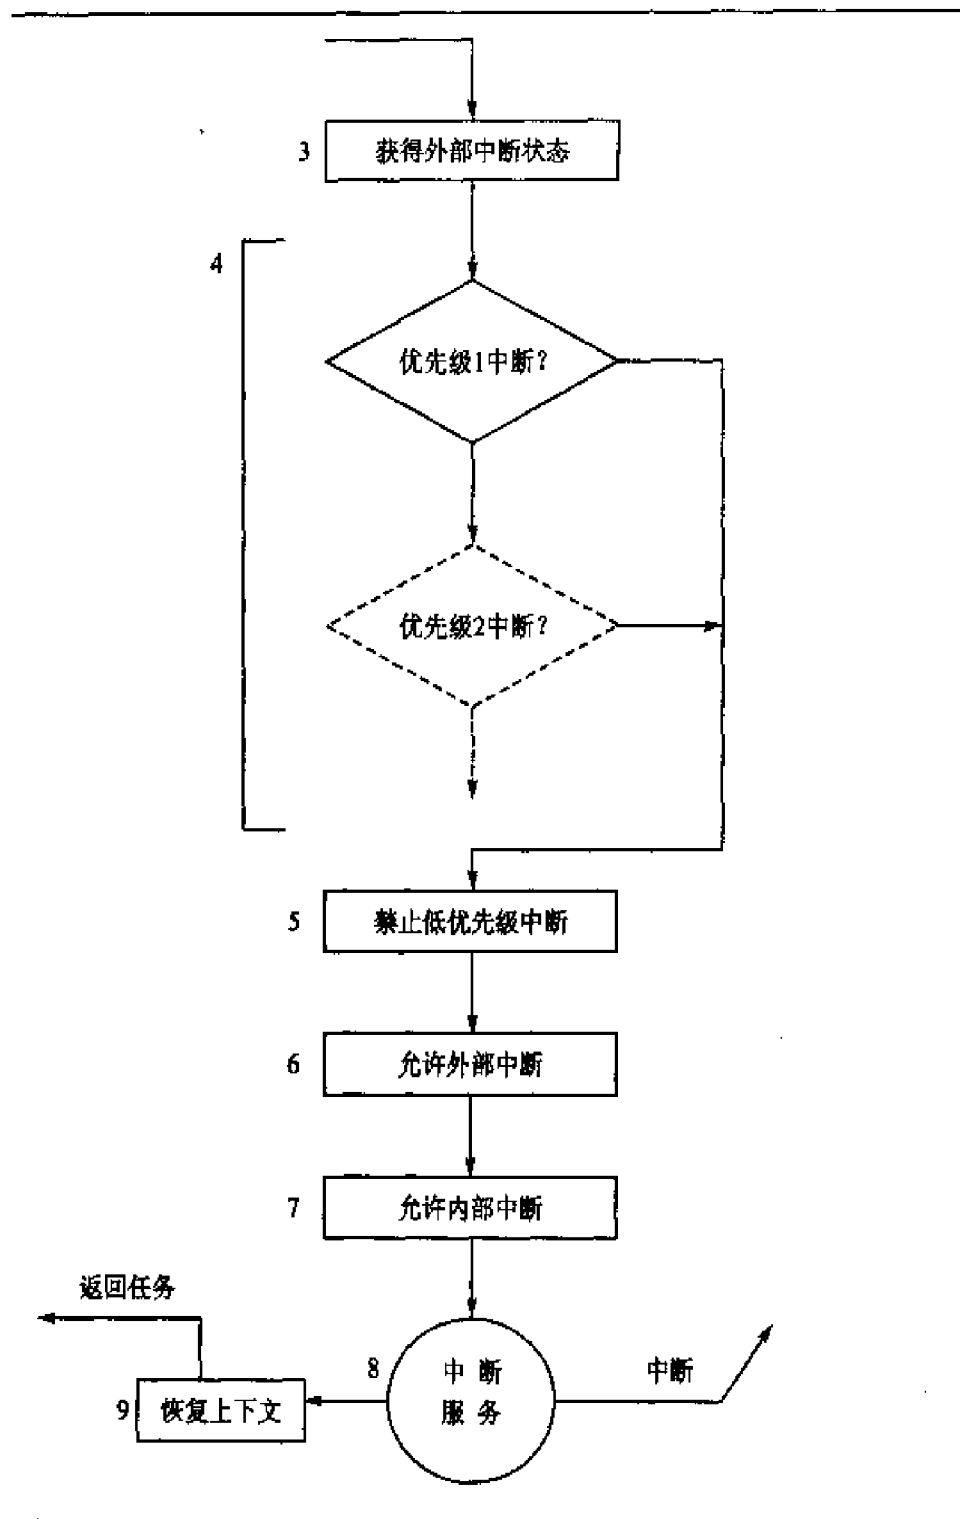 3 获得外部中断状态
4
优先级1中断？
优先级2中断？
5 禁止低优先级中断
6 允许外部中断
7 允许内部中断
返回任务
8 中断
服务
中断
9 恢复上下文